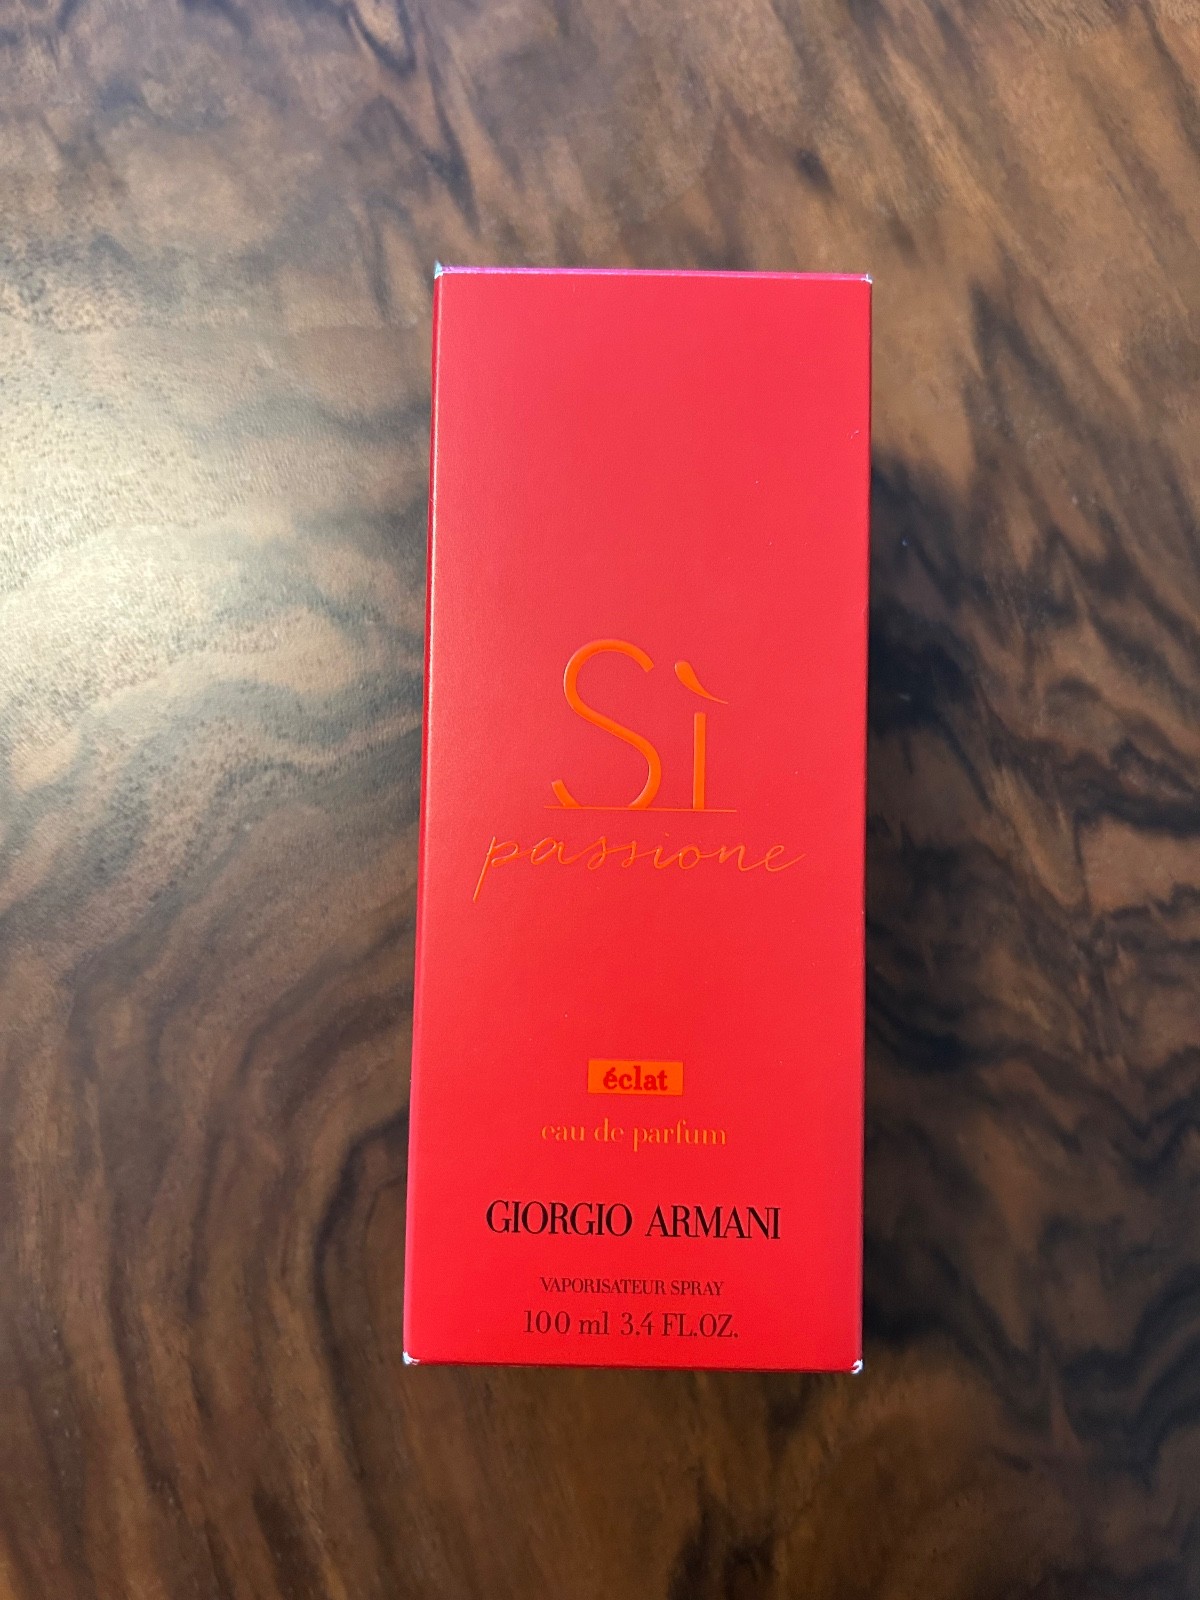 Sì
passione
éclat
eau de parfum
GIORGIO ARMANI
VAPORISATEUR SPRAY
100 ml 3.4 FL.OZ.